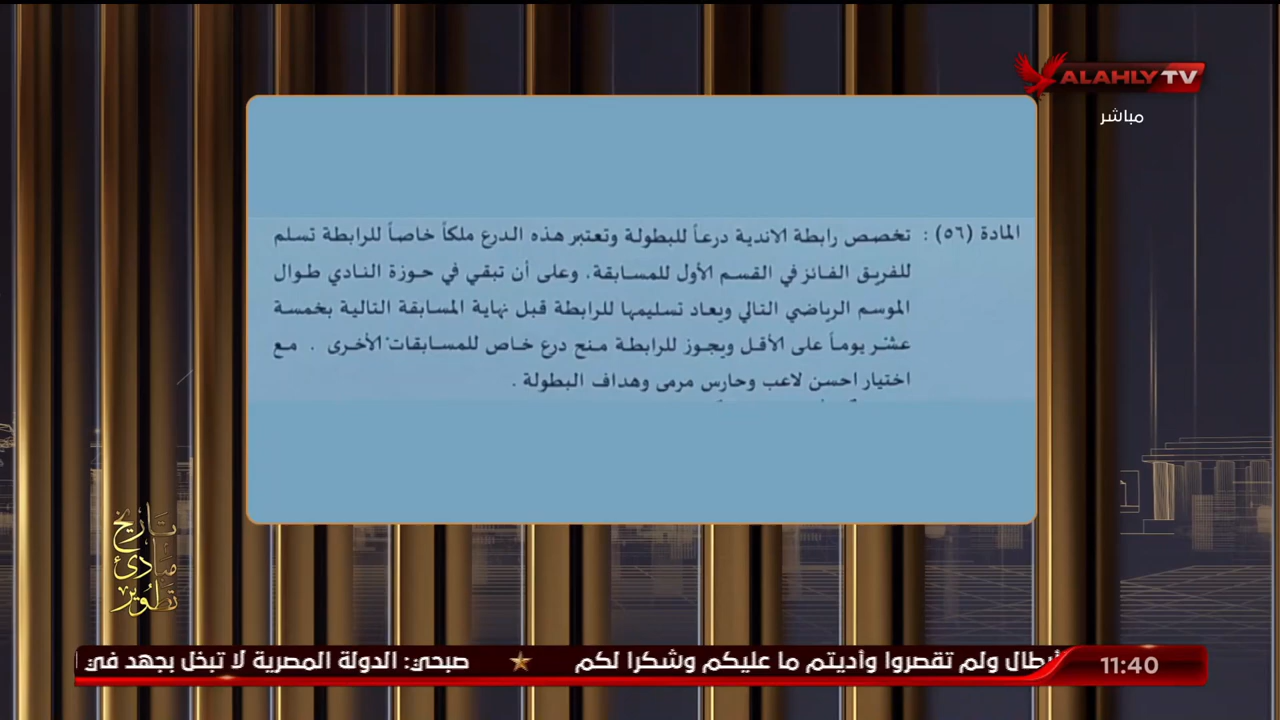 ALAHLY TV
مباشر
المادة (٥٦) : تخصص رابطة الاندية درعاً للبطولة وتعتبر هذه الدرع ملكاً خاصاً للرابطة تسلم
للفريق الفائز في القسم الأول للمسابقة. وعلى أن تبقي في حوزة النادي طوال
الموسم الرياضي التالي ويعاد تسليمها للرابطة قبل نهاية المسابقة التالية بخمسة
عشر يوماً على الأقل ويجوز للرابطة منح درع خاص للمسابقات الأخرى . مع
اختيار احسن لاعب وحارس مرمى وهداف البطولة .
تاريخ
مبادئ
تطوير
أبطال ولم تقصروا وأديتم ما عليكم وشكرا لكم ★ صبحي: الدولة المصرية لا تبخل بجهد في
11:40